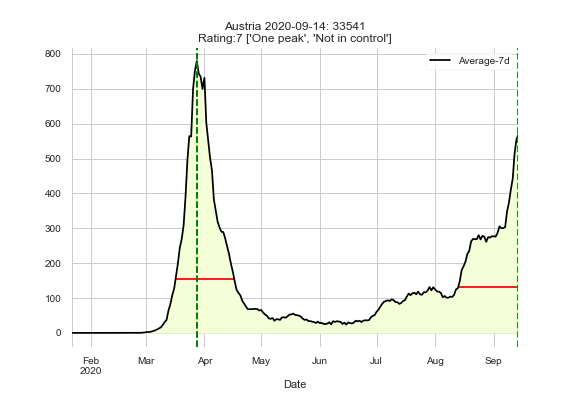 Austria 2020-09-14: 33541
Rating:7 ['One peak', 'Not in control']
Average-7d
800
700
600
500
400
300
200
100
0
Feb Mar Apr May Jun Jul Aug Sep
2020
Date